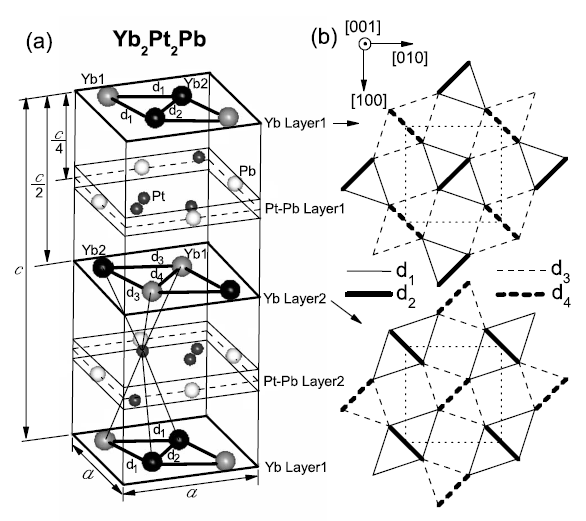 (a)
Yb2Pt2Pb
Yb1
d1
Yb2
d1
d2
Yb Layer1
c/4
c/2
c
Pb
Pt
Pt-Pb Layer1
Yb2
d3
Yb1
d4
d3
Yb Layer2
Pt-Pb Layer2
d1
d1
d2
Yb Layer1
a
a
(b)
[001]
[010]
[100]
d1
d3
d2
d4